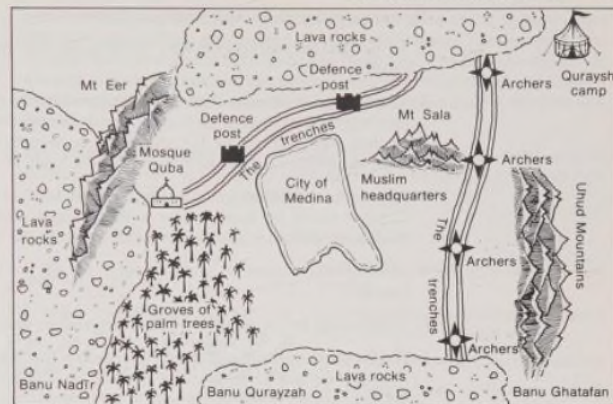 Lava rocks
Mt Eer
Defence
post
Archers
Quraysh
camp
Defence
post
The trenches
Mt Sala
Mosque
Quba
City of
Medina
Muslim
headquarters
Archers
Lava
rocks
The trenches
Uhud Mountains
Archers
Groves of
palm trees
Archers
Lava rocks
Banu Nadīr
Banu Qurayzah
Banu Ghatafan